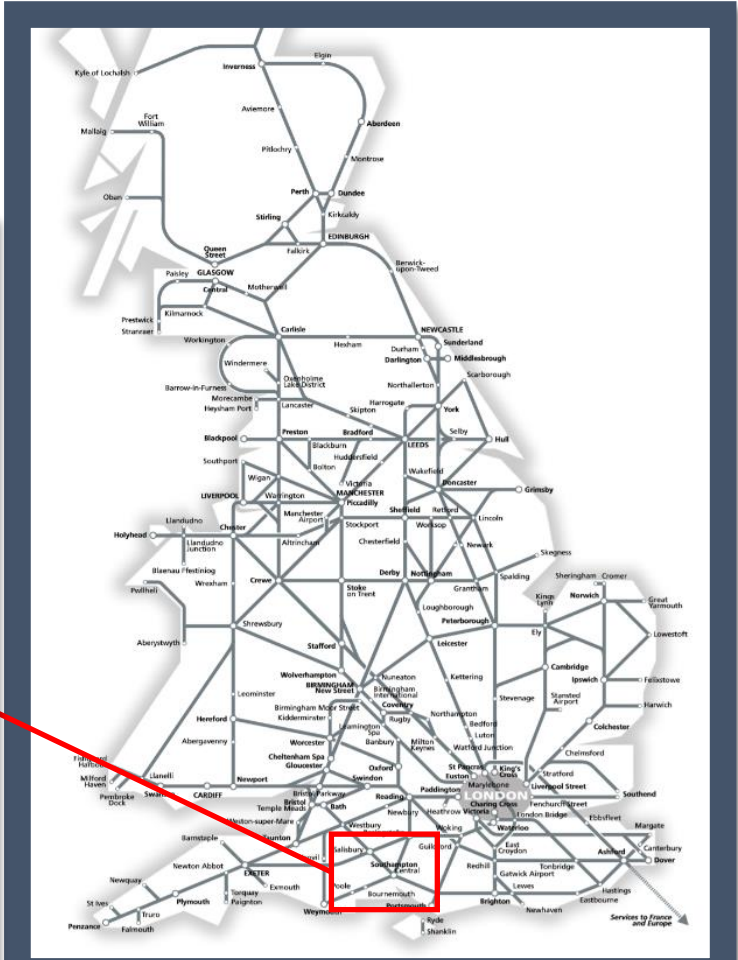 Elgin
Inverness
Kyle of Lochalsh
Aviemore
Fort
William
Aberdeen
Mallaig
Pitlochry
Montrose
Perth
Dundee
Oban
Kirkcaldy
Stirling
EDINBURGH
Queen
Street
Falkirk
Berwick-
upon-Tweed
Paisley
GLASGOW
Central
Motherwell
Kilmarnock
Prestwick
Stranraer
Carlisle
NEWCASTLE
Workington
Hexham
Sunderland
Durham
Darlington
Middlesbrough
Windermere
Scarborough
Oxenholme
Lake District
Barrow-in-Furness
Northallerton
Morecambe
Heysham Port
Lancaster
Harrogate
Skipton
York
Blackpool
Preston
Bradford
Selby
Hull
Blackburn
LEEDS
Southport
Huddersfield
Bolton
Wakefield
Wigan
Victoria
Doncaster
MANCHESTER
Piccadilly
LIVERPOOL
Warrington
Grimsby
Manchester
Airport
Sheffield
Retford
Lincoln
Llandudno
Chester
Stockport
Worksop
Holyhead
Llandudno
Junction
Altrincham
Chesterfield
Newark
Skegness
Blaenau Ffestiniog
Derby
Nottingham
Sheringham
Cromer
Pwllheli
Wrexham
Crewe
Stoke
on Trent
Grantham
Spalding
Kings
Lynn
Norwich
Great
Yarmouth
Loughborough
Peterborough
Shrewsbury
Ely
Lowestoft
Aberystwyth
Stafford
Leicester
Wolverhampton
Nuneaton
Kettering
Cambridge
BIRMINGHAM
New Street
Birmingham
International
Ipswich
Felixstowe
Leominster
Stevenage
Stansted
Airport
Birmingham Moor Street
Coventry
Harwich
Hereford
Kidderminster
Rugby
Northampton
Leamington
Spa
Bedford
Colchester
Abergavenny
Worcester
Banbury
Milton
Keynes
Luton
Watford Junction
Chelmsford
Cheltenham Spa
Gloucester
Oxford
St Pancras
King's
Cross
Milford
Haven
Llanelli
Newport
Swindon
Euston
Stratford
Marylebone
Liverpool Street
Pembroke
Dock
CARDIFF
Paddington
LONDON
Southend
Bristol
Temple Meads
Bath
Reading
Charing Cross
Fenchurch Street
Heathrow
Victoria
London Bridge
Ebbsfleet
Weston-super-Mare
Newbury
Waterloo
Margate
Westbury
Woking
Barnstaple
Taunton
Guildford
East
Croydon
Canterbury
Salisbury
Ashford
Dover
Newton Abbot
EXETER
Southampton
Central
Redhill
Tonbridge
Gatwick Airport
Newquay
Exmouth
Poole
Bournemouth
Lewes
Hastings
Torquay
Paignton
Plymouth
Eastbourne
St Ives
Truro
Weymouth
Portsmouth
Brighton
Newhaven
Penzance
Falmouth
Ryde
Shanklin
Services to France
and Europe